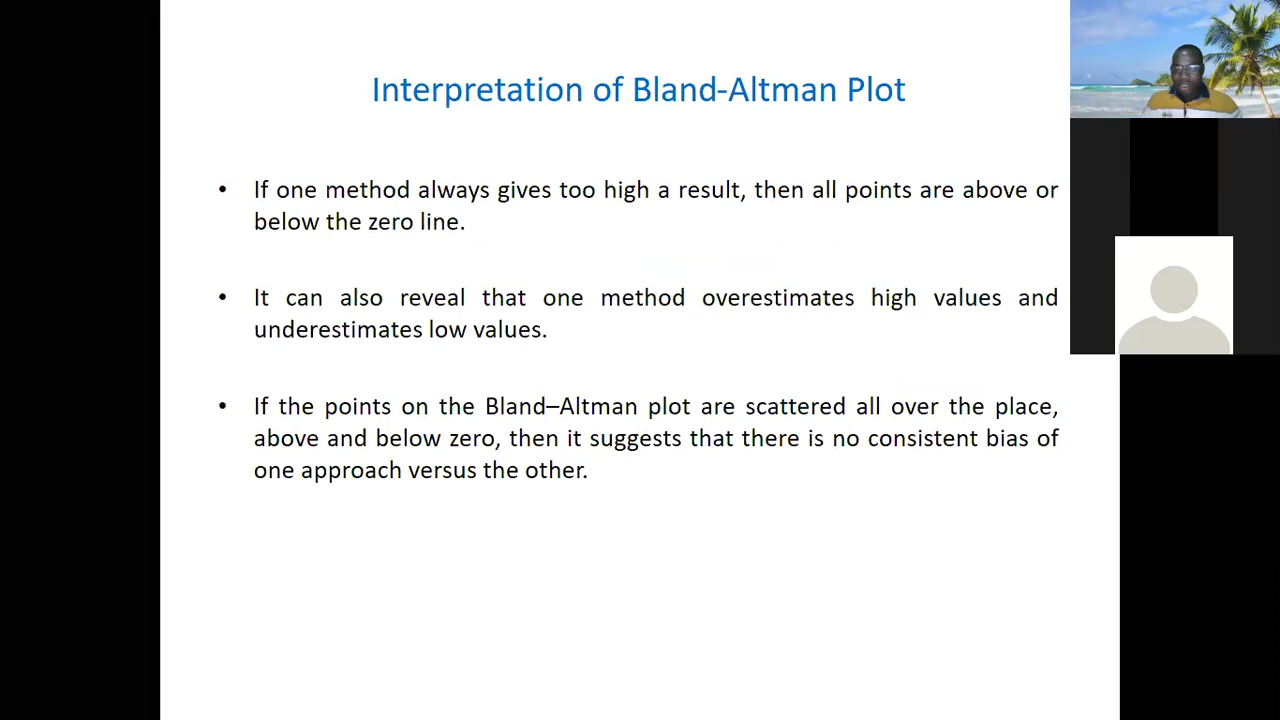 Interpretation of Bland-Altman Plot
• If one method always gives too high a result, then all points are above or
below the zero line.
• It can also reveal that one method overestimates high values and
underestimates low values.
• If the points on the Bland–Altman plot are scattered all over the place,
above and below zero, then it suggests that there is no consistent bias of
one approach versus the other.